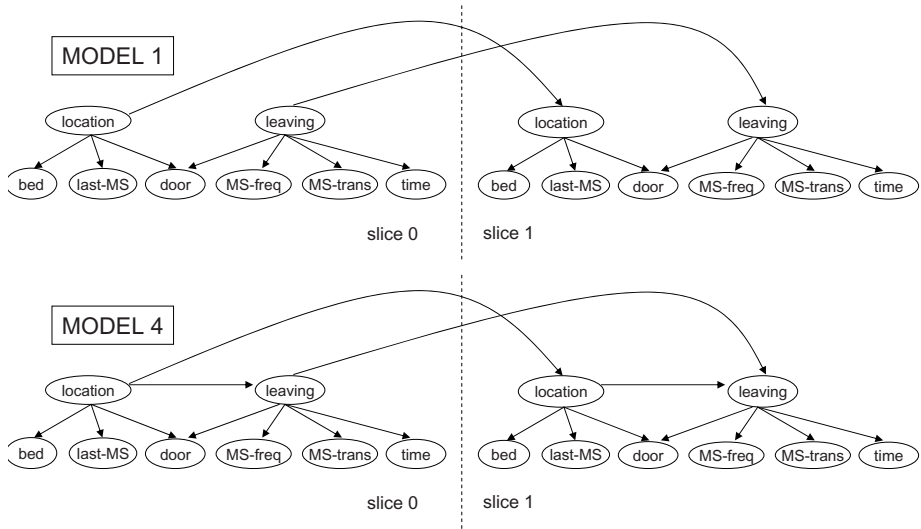 MODEL 1
location leaving location leaving
bed last-MS door MS-freq MS-trans time bed last-MS door MS-freq MS-trans time
slice 0 slice 1
MODEL 4
location leaving location leaving
bed last-MS door MS-freq MS-trans time bed last-MS door MS-freq MS-trans time
slice 0 slice 1